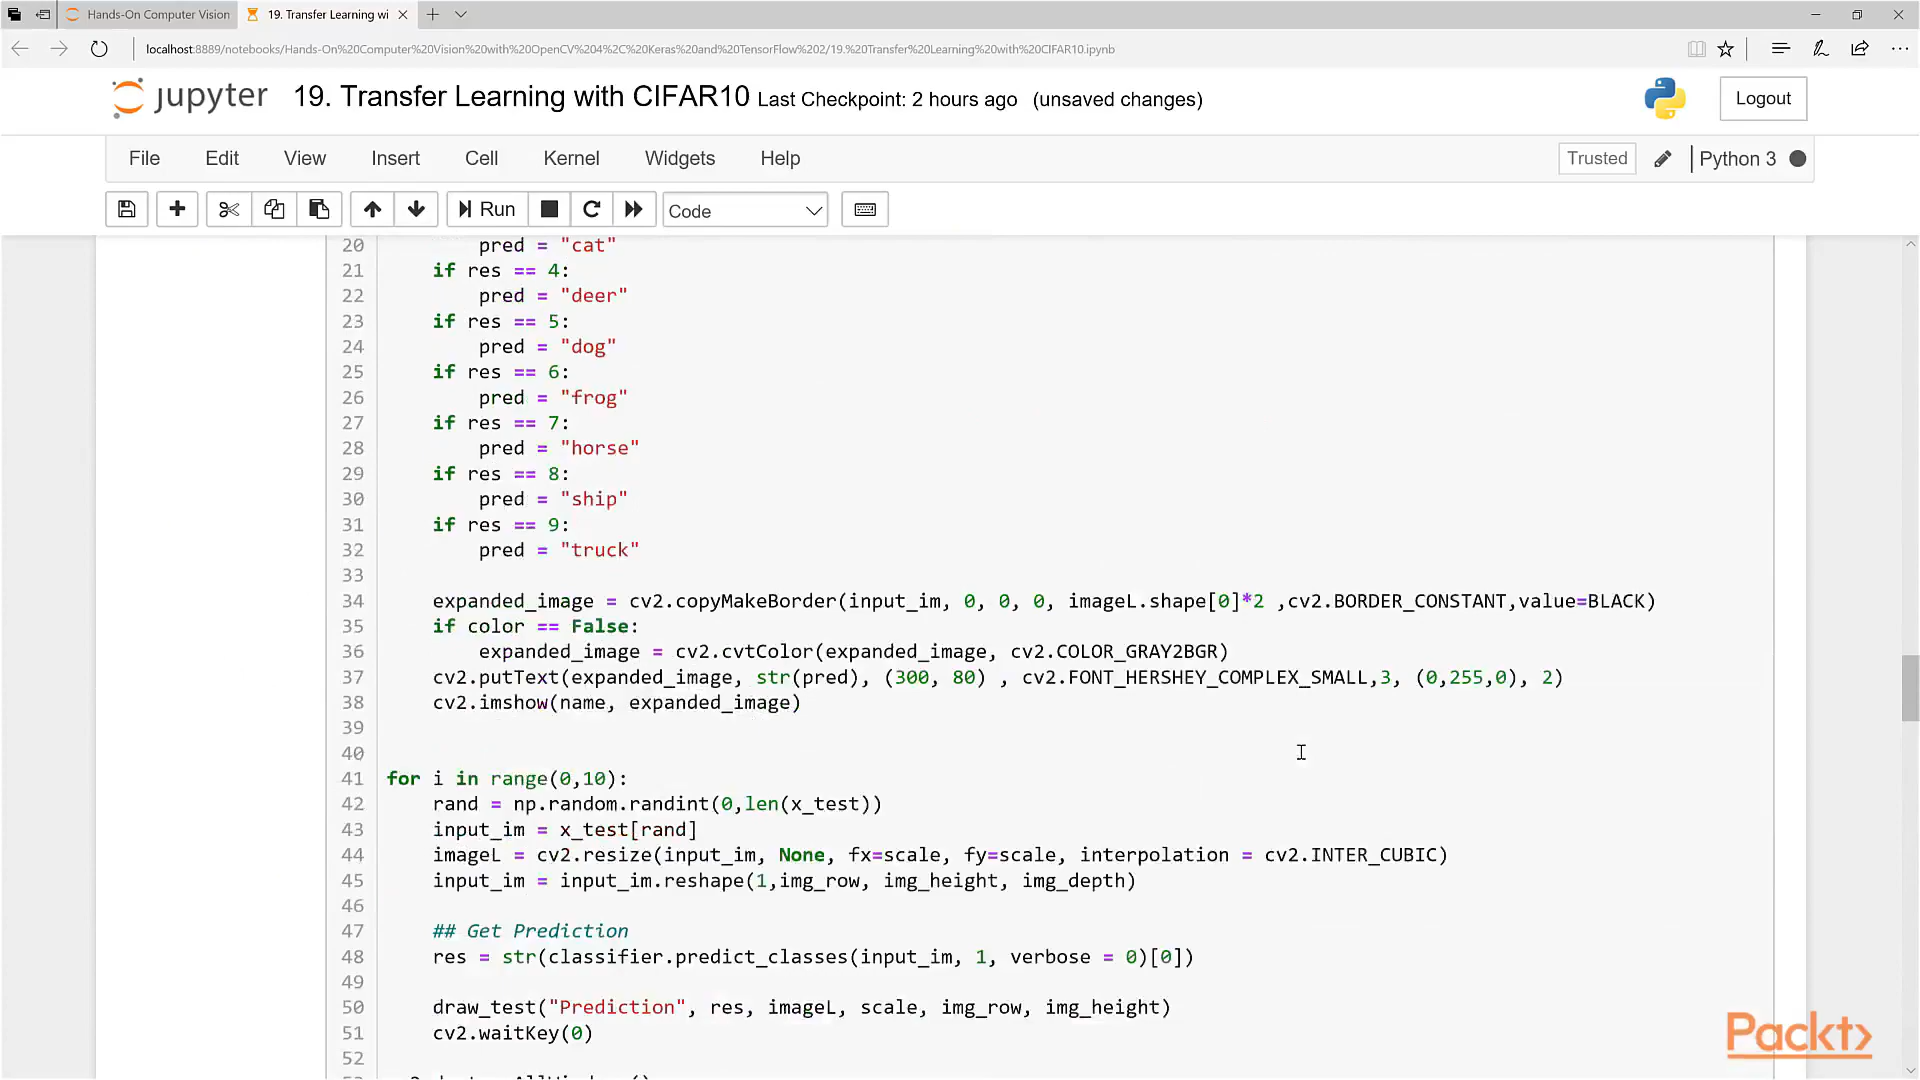 Hands-On Computer Vision
19. Transfer Learning wi
localhost:8889/notebooks/Hands-On%20Computer%20Vision%20with%20OpenCV%204%2C%20Keras%20and%20TensorFlow%202/19.%20Transfer%20Learning%20with%20CIFAR10.ipynb
jupyter 19. Transfer Learning with CIFAR10 Last Checkpoint: 2 hours ago (unsaved changes)
Logout
File Edit View Insert Cell Kernel Widgets Help
Trusted Python 3
Run Code
20 pred = "cat"
21 if res == 4:
22 pred = "deer"
23 if res == 5:
24 pred = "dog"
25 if res == 6:
26 pred = "frog"
27 if res == 7:
28 pred = "horse"
29 if res == 8:
30 pred = "ship"
31 if res == 9:
32 pred = "truck"
33
34 expanded_image = cv2.copyMakeBorder(input_im, 0, 0, 0, imageL.shape[0]*2 ,cv2.BORDER_CONSTANT,value=BLACK)
35 if color == False:
36 expanded_image = cv2.cvtColor(expanded_image, cv2.COLOR_GRAY2BGR)
37 cv2.putText(expanded_image, str(pred), (300, 80) , cv2.FONT_HERSHEY_COMPLEX_SMALL,3, (0,255,0), 2)
38 cv2.imshow(name, expanded_image)
39
40
41 for i in range(0,10):
42 rand = np.random.randint(0,len(x_test))
43 input_im = x_test[rand]
44 imageL = cv2.resize(input_im, None, fx=scale, fy=scale, interpolation = cv2.INTER_CUBIC)
45 input_im = input_im.reshape(1,img_row, img_height, img_depth)
46
47 ## Get Prediction
48 res = str(classifier.predict_classes(input_im, 1, verbose = 0)[0])
49
50 draw_test("Prediction", res, imageL, scale, img_row, img_height)
51 cv2.waitKey(0)
52
Packt>